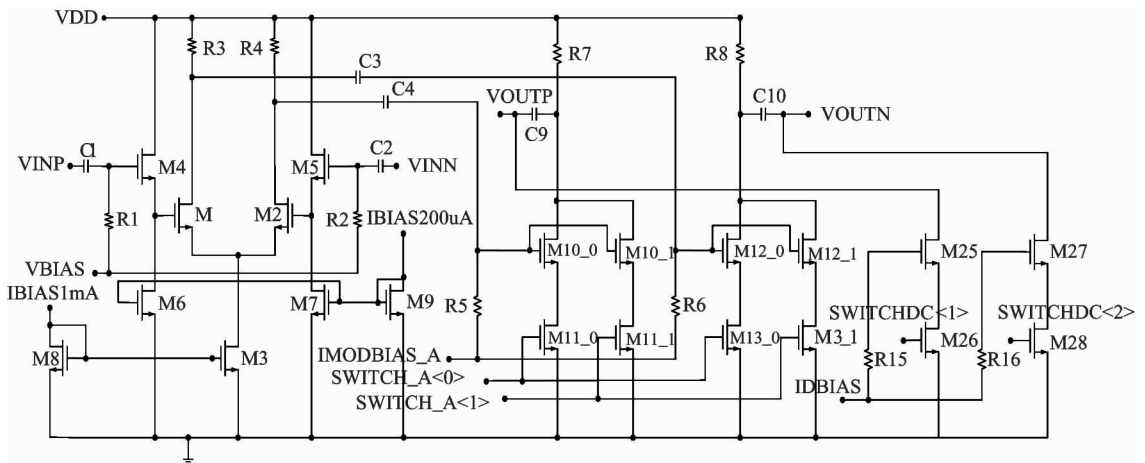 VDD
R3
R4
R7
R8
C3
C4
VOUTP
C9
C10
VOUTN
VINP
C1
M4
M5
C2
VINN
R1
M
M2
R2
IBIAS200uA
VBIAS
IBIAS1mA
M6
M7
M9
M10_0
M10_1
M12_0
M12_1
M25
M27
R5
R6
SWITCHDC<1>
SWITCHDC<2>
M8
M3
M11_0
M11_1
M13_0
M3_1
M26
M28
IMODBIAS_A
SWITCH_A<0>
SWITCH_A<1>
R15
R16
IDBIAS